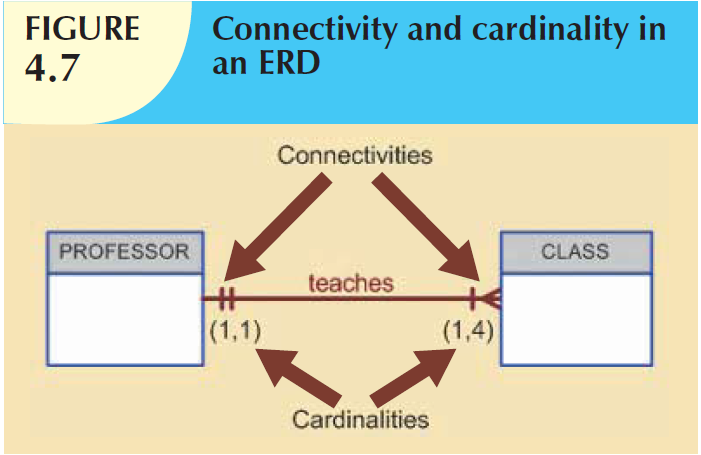 FIGURE
4.7
Connectivity and cardinality in
an ERD
Connectivities
PROFESSOR
teaches
CLASS
(1,1)
(1,4)
Cardinalities